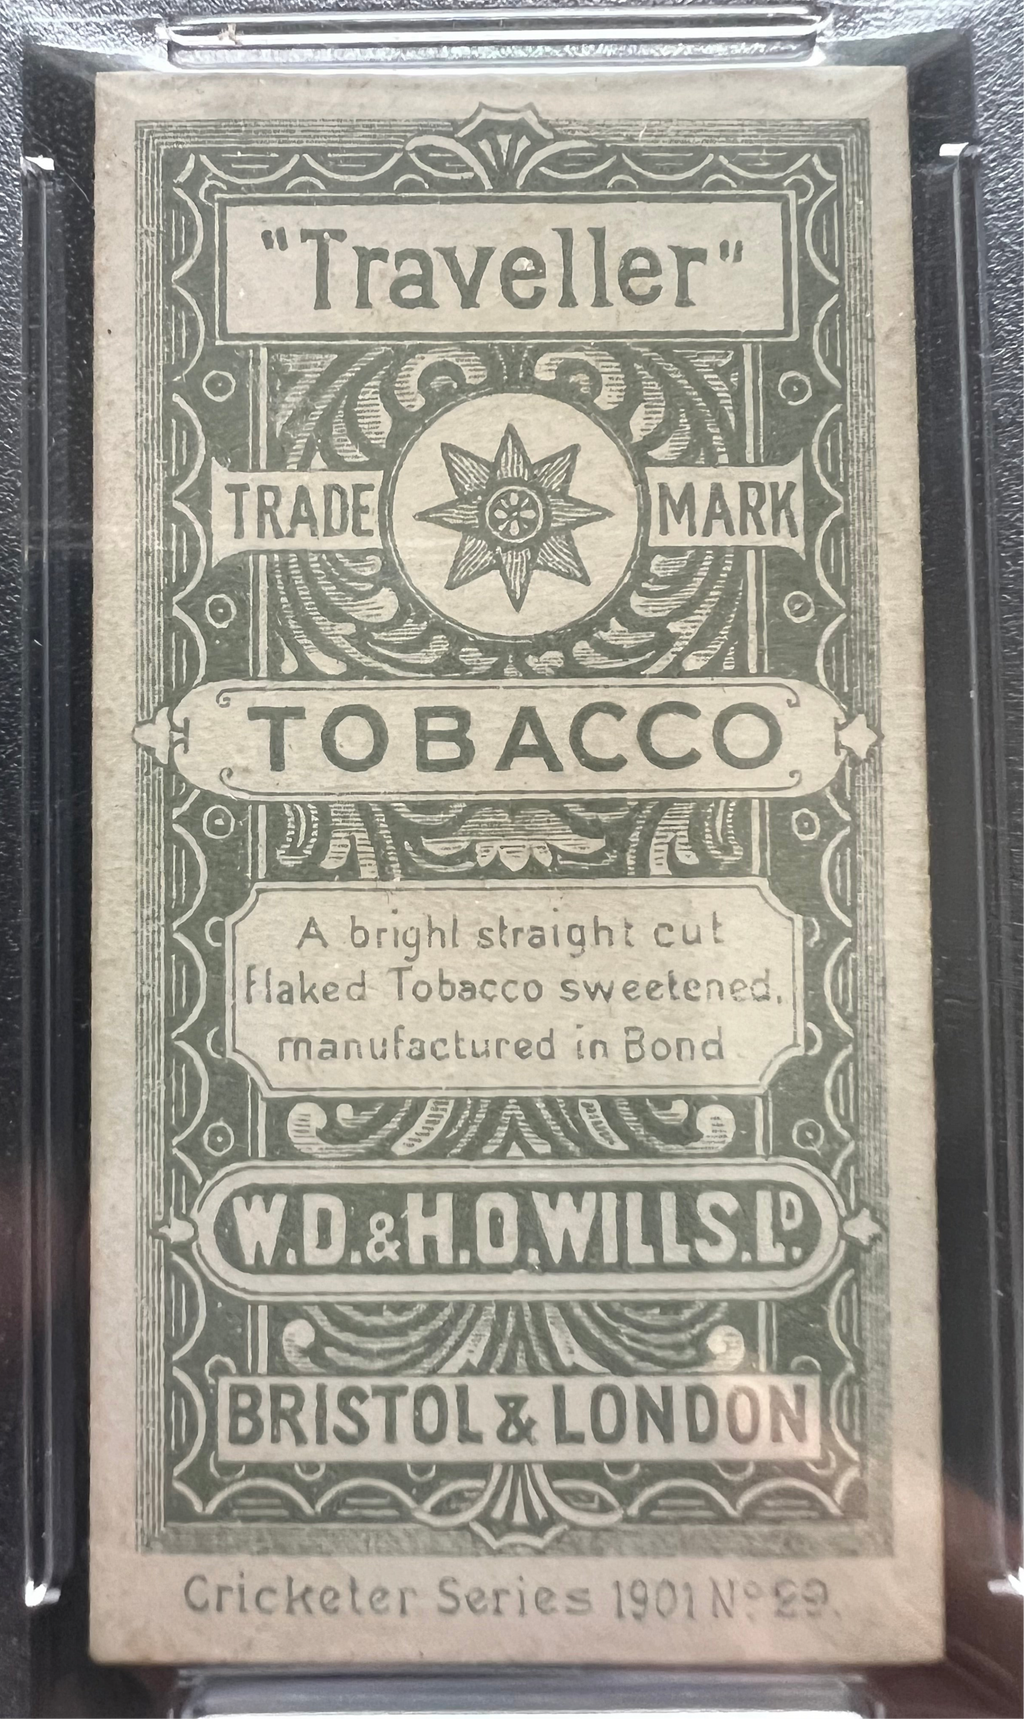 "Traveller"
TRADE MARK
TOBACCO
A bright straight cut
flaked Tobacco sweetened,
manufactured in Bond
W.D.&H.O.WILLS.LD.
BRISTOL & LONDON
Cricketer Series 1901 No 29.